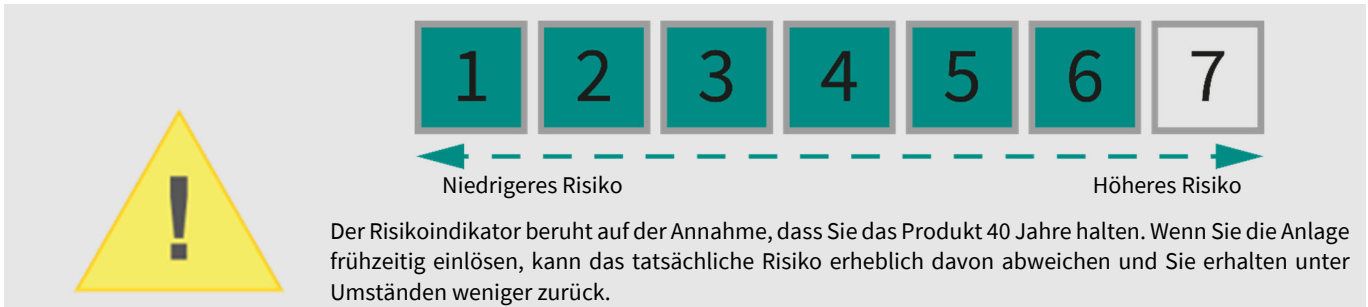 1 2 3 4 5 6 7
Niedrigeres Risiko Höheres Risiko
!
Der Risikoindikator beruht auf der Annahme, dass Sie das Produkt 40 Jahre halten. Wenn Sie die Anlage
frühzeitig einlösen, kann das tatsächliche Risiko erheblich davon abweichen und Sie erhalten unter
Umständen weniger zurück.